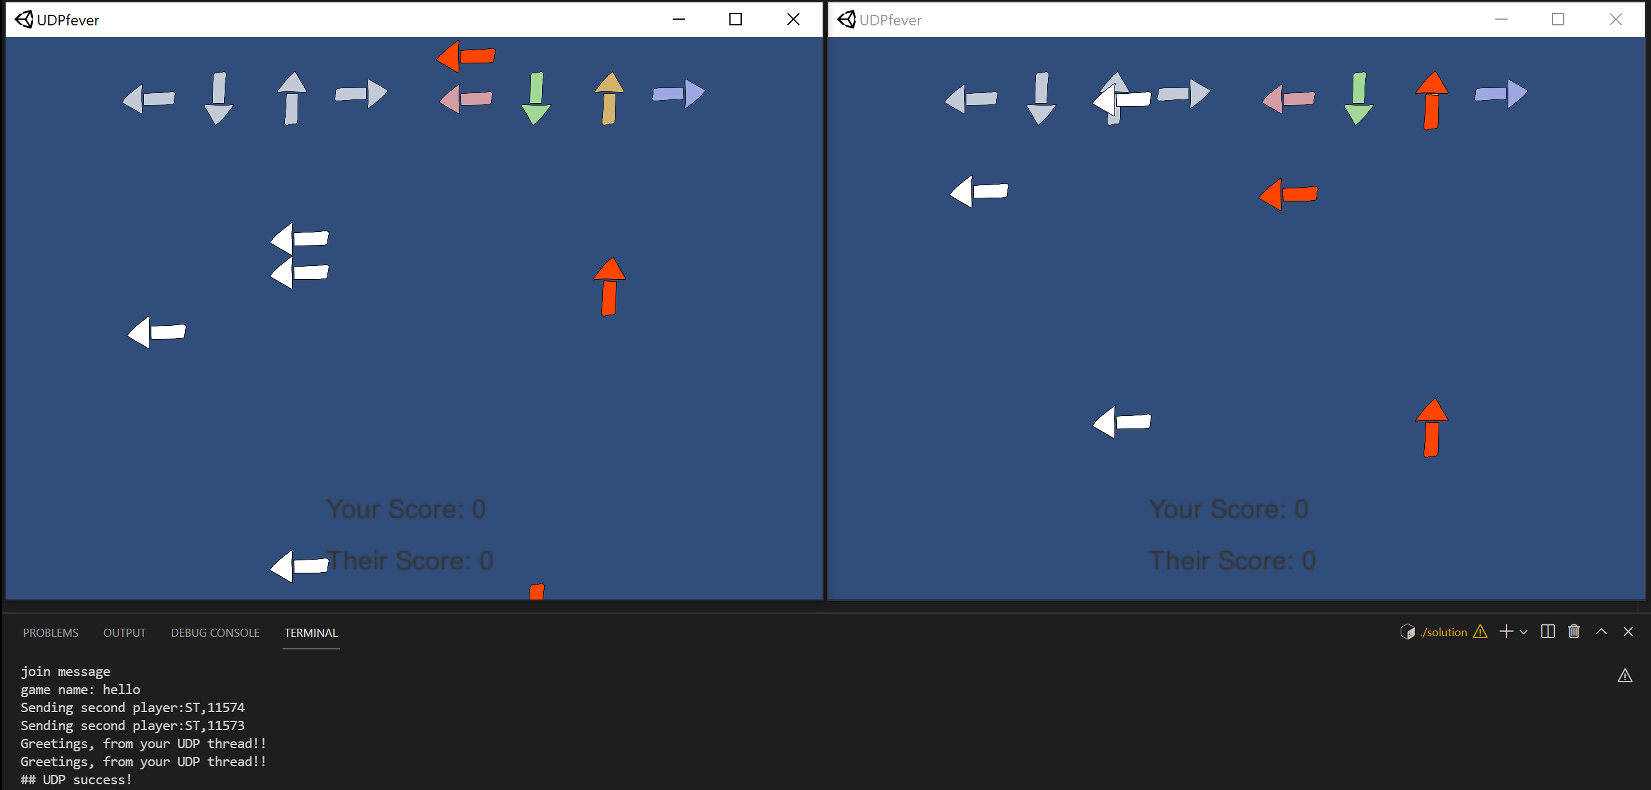 UDPfever
UDPfever
Your Score: 0
Their Score: 0
Your Score: 0
Their Score: 0
PROBLEMS OUTPUT DEBUG CONSOLE TERMINAL
./solution
join message
game name: hello
Sending second player:ST,11574
Sending second player:ST,11573
Greetings, from your UDP thread!!
Greetings, from your UDP thread!!
## UDP success!